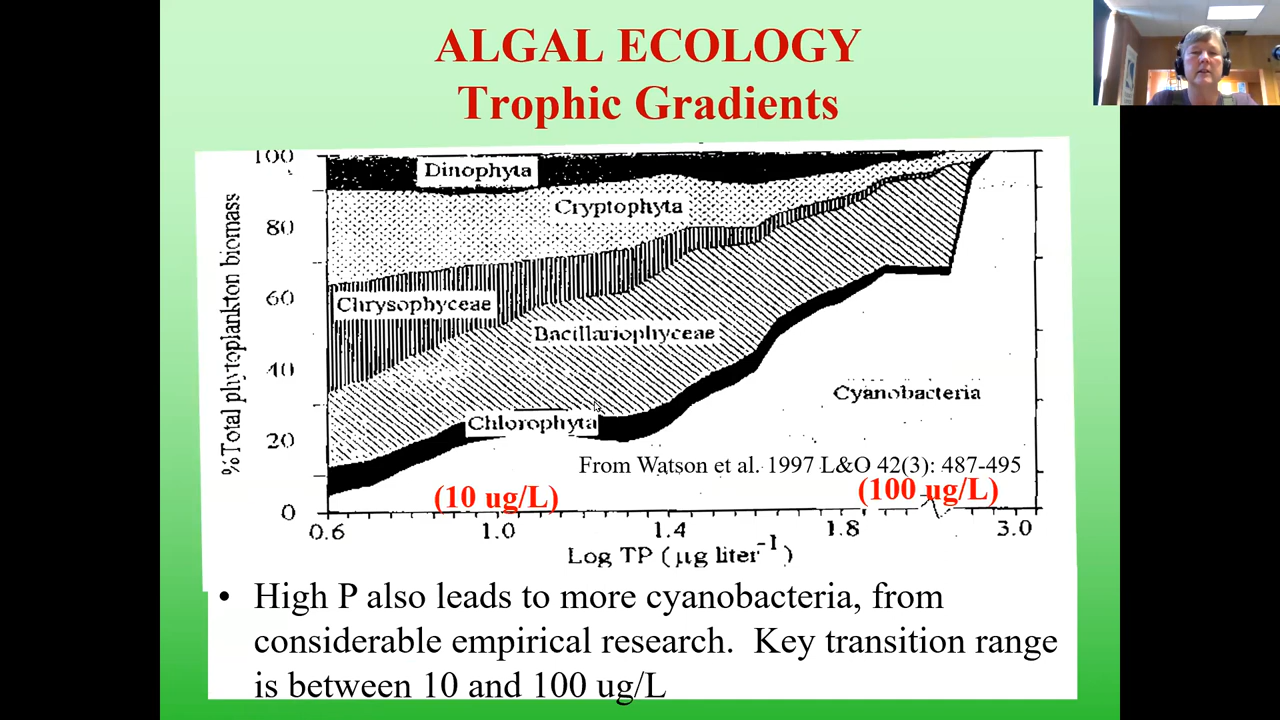 ALGAL ECOLOGY
Trophic Gradients
100
80
60
40
20
0
%Total phytoplankton biomass
Dinophyta
Cryptophyta
Chrysophyceae
Bacillariophyceae
Chlorophyta
Cyanobacteria
From Watson et al. 1997 L&O 42(3): 487-495
(10 ug/L)
(100 ug/L)
0.6 1.0 1.4 1.8 3.0
Log TP (µg liter⁻¹)
• High P also leads to more cyanobacteria, from
considerable empirical research. Key transition range
is between 10 and 100 ug/L